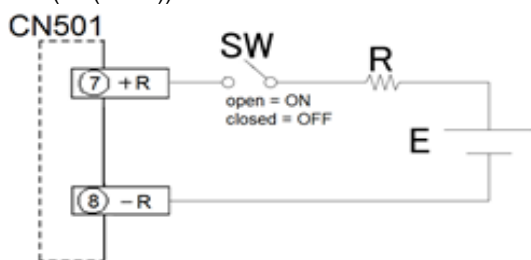 CN501
SW
R
7 +R
open = ON
closed = OFF
E
8 -R